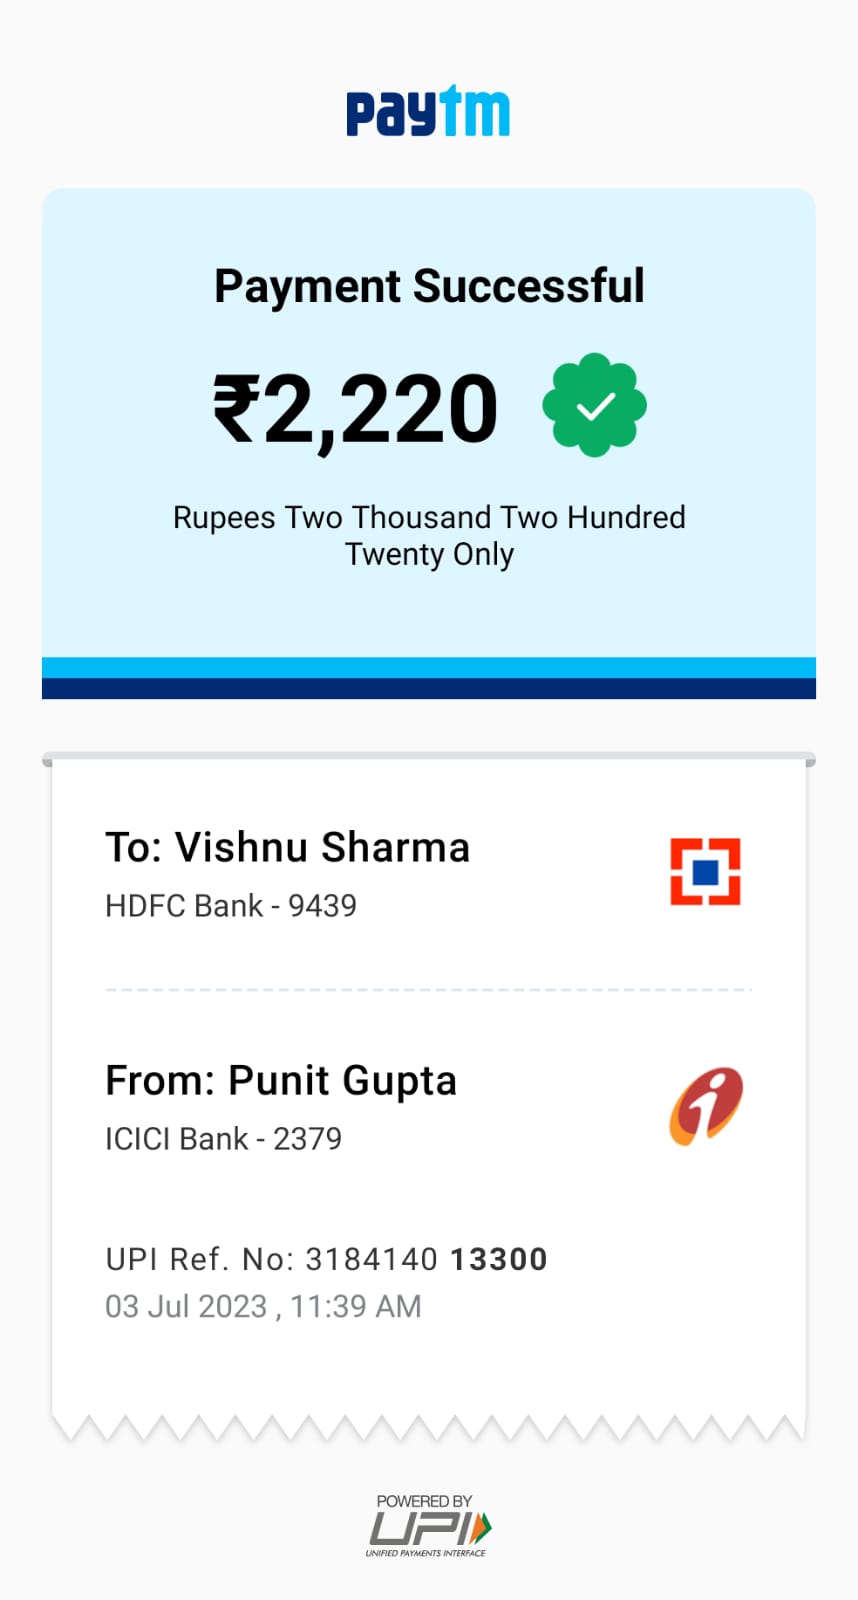 paytm
Payment Successful
₹2,220
Rupees Two Thousand Two Hundred
Twenty Only
To: Vishnu Sharma
HDFC Bank - 9439
From: Punit Gupta
ICICI Bank - 2379
UPI Ref. No: 3184140 13300
03 Jul 2023 , 11:39 AM
POWERED BY
UPI
UNIFIED PAYMENTS INTERFACE